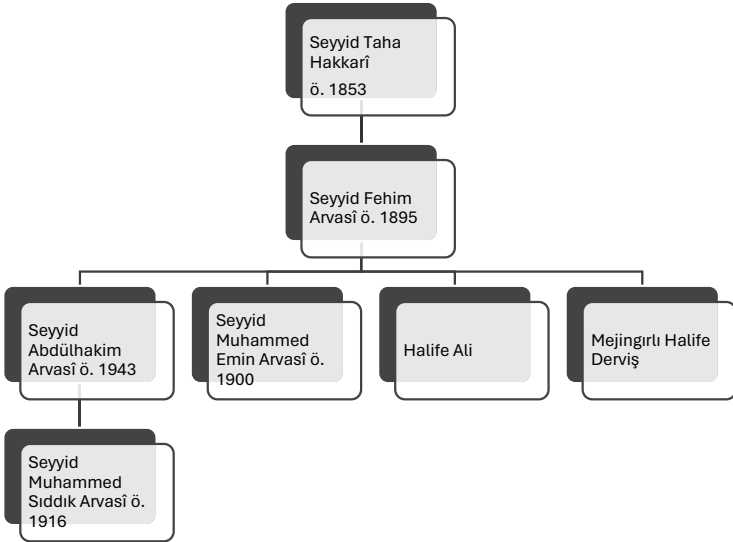 Seyyid Taha
Hakkarî
ö. 1853
Seyyid Fehim
Arvasî ö. 1895
Seyyid
Abdülhakim
Arvasî ö. 1943
Seyyid
Muhammed
Emin Arvasî ö.
1900
Halife Ali
Mejingırlı Halife
Derviş
Seyyid
Muhammed
Sıddık Arvasî ö.
1916